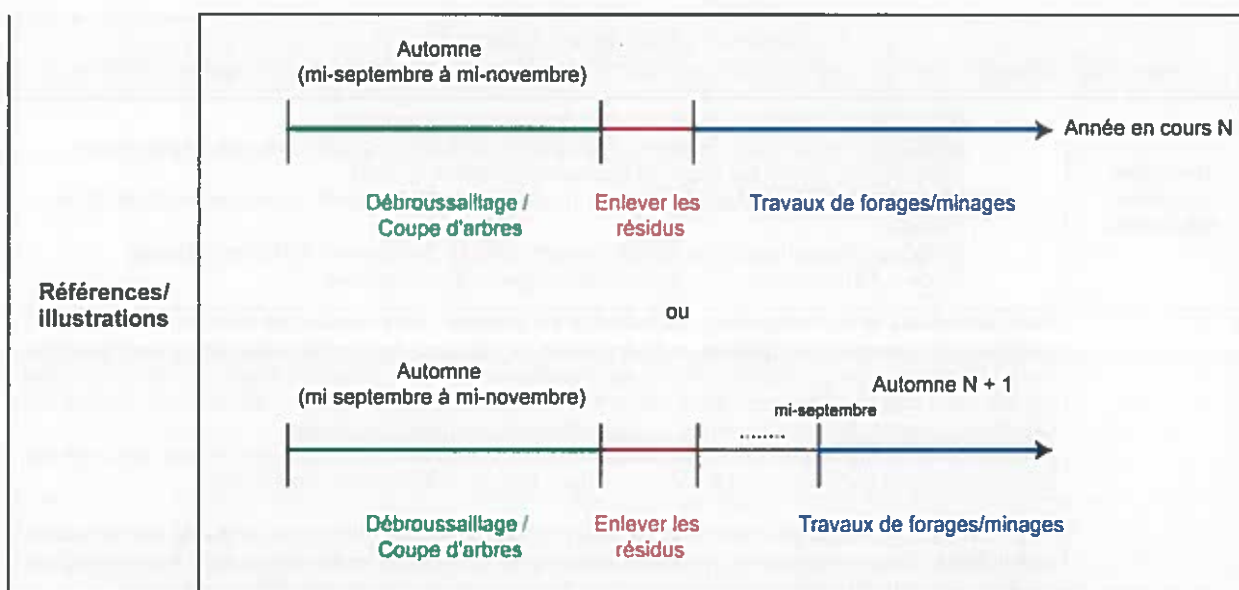 Références/
illustrations
Automne
(mi-septembre à mi-novembre)
Année en cours N
Débroussaillage /
Coupe d'arbres
Enlever les
résidus
Travaux de forages/minages
ou
Automne
(mi septembre à mi-novembre)
Automne N + 1
mi-septembre
........
Débroussaillage /
Coupe d'arbres
Enlever les
résidus
Travaux de forages/minages